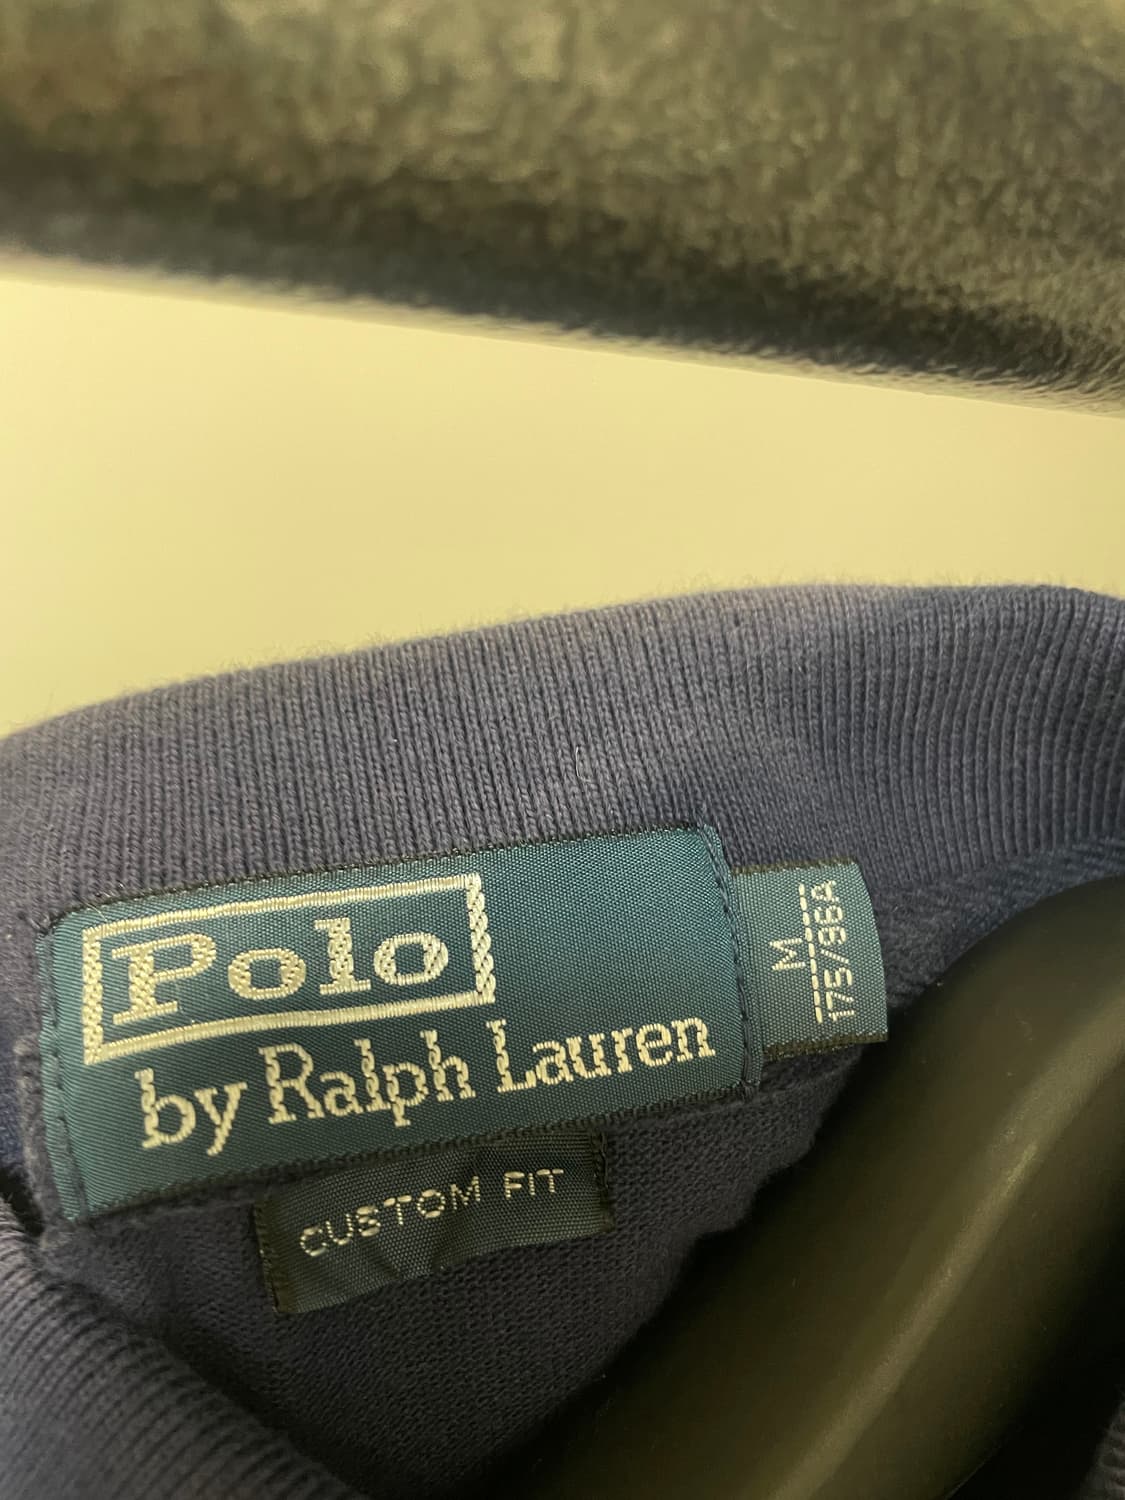 Polo
by Ralph Lauren
M
175/96A
CUSTOM FIT